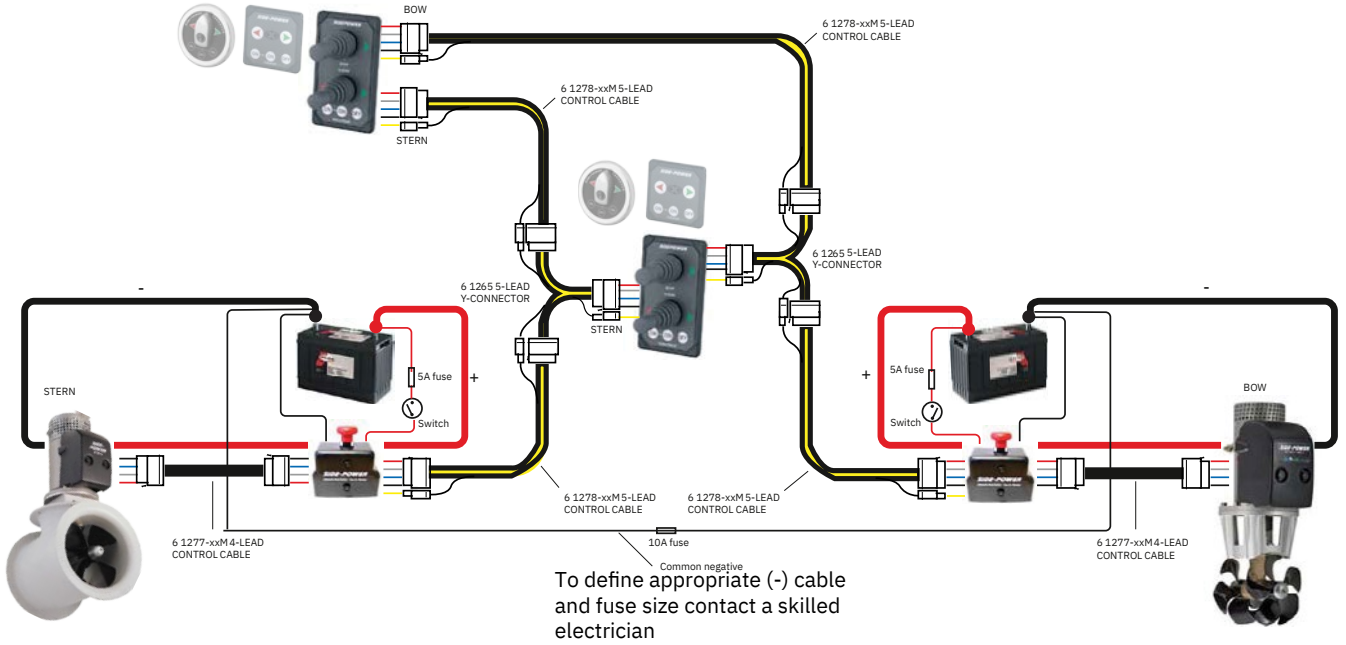 BOW
6 1278-xxM 5-LEAD
CONTROL CABLE
6 1278-xxM 5-LEAD
CONTROL CABLE
STERN
6 1265 5-LEAD
Y-CONNECTOR
6 1265 5-LEAD
Y-CONNECTOR
STERN
-
-
5A fuse
+
Switch
+
5A fuse
Switch
STERN
BOW
SIDE-POWER
SIDE-POWER
6 1278-xxM 5-LEAD
CONTROL CABLE
6 1278-xxM 5-LEAD
CONTROL CABLE
6 1277-xxM 4-LEAD
CONTROL CABLE
10A fuse
6 1277-xxM 4-LEAD
CONTROL CABLE
Common negative
To define appropriate (-) cable
and fuse size contact a skilled
electrician